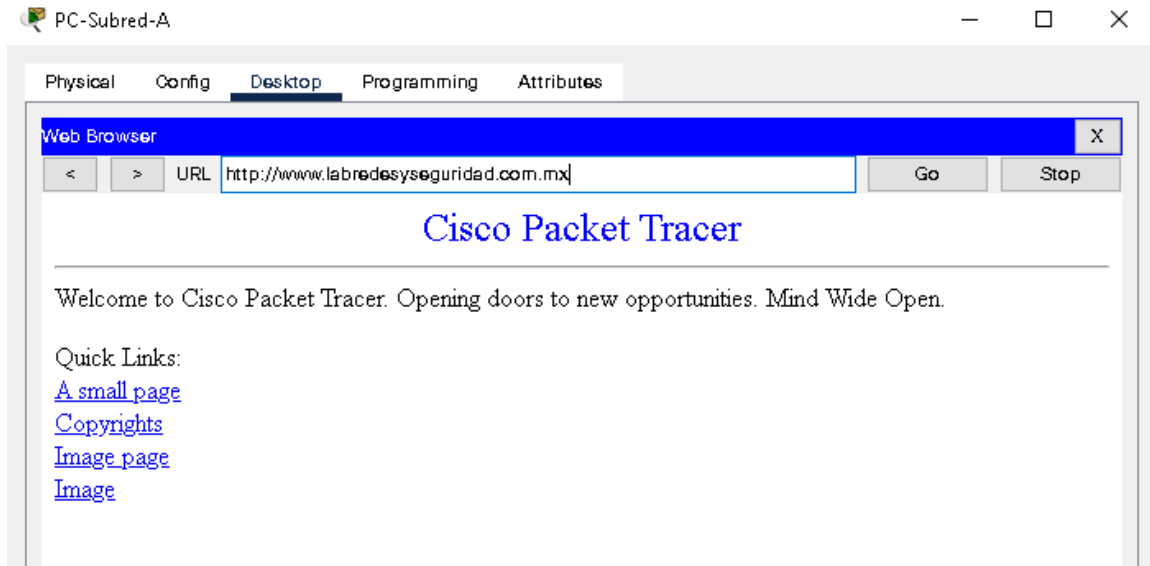 PC-Subred-A
Physical Config Desktop Programming Attributes
Web Browser X
< > URL http://www.labredesyseguridad.com.mx Go Stop
Cisco Packet Tracer
Welcome to Cisco Packet Tracer. Opening doors to new opportunities. Mind Wide Open.
Quick Links:
A small page
Copyrights
Image page
Image